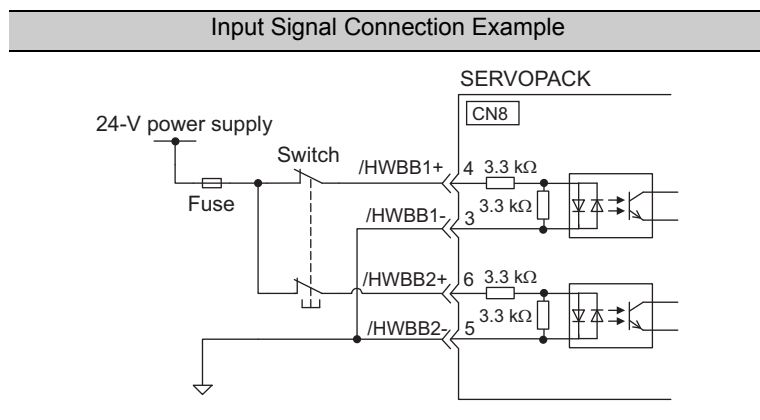 Input Signal Connection Example
SERVOPACK
CN8
24-V power supply
Switch
Fuse
/HWBB1+ 4 3.3 kΩ
/HWBB1- 3 3.3 kΩ
/HWBB2+ 6 3.3 kΩ
/HWBB2- 5 3.3 kΩ